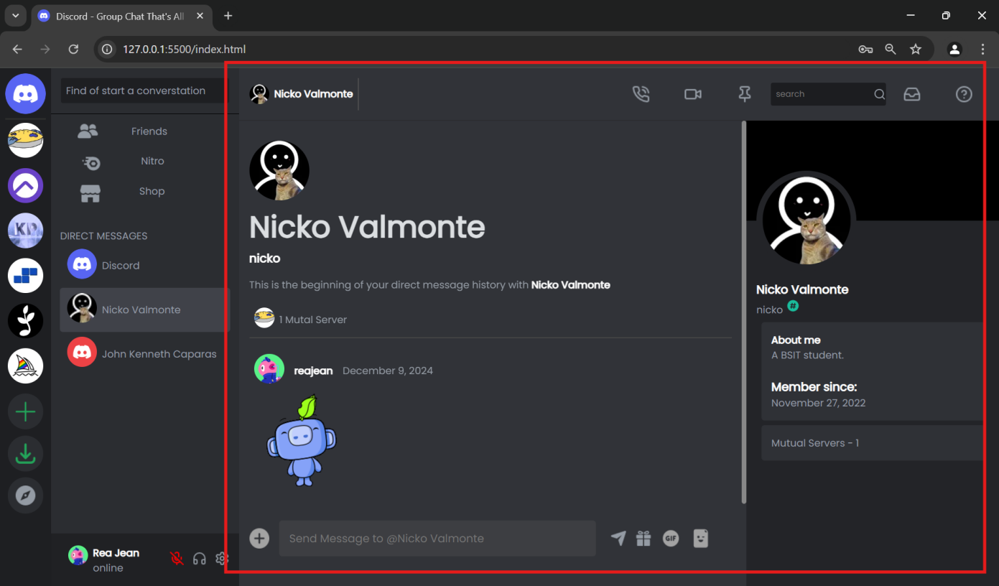 Discord - Group Chat That's All
127.0.0.1:5500/index.html
Find of start a converstation
Friends
Nitro
Shop
DIRECT MESSAGES
Discord
Nicko Valmonte
John Kenneth Caparas
Rea Jean
online
Nicko Valmonte
search
Nicko Valmonte
nicko
This is the beginning of your direct message history with Nicko Valmonte
1 Mutal Server
reajean December 9, 2024
Send Message to @Nicko Valmonte
GIF
Nicko Valmonte
nicko #
About me
A BSIT student.
Member since:
November 27, 2022
Mutual Servers - 1